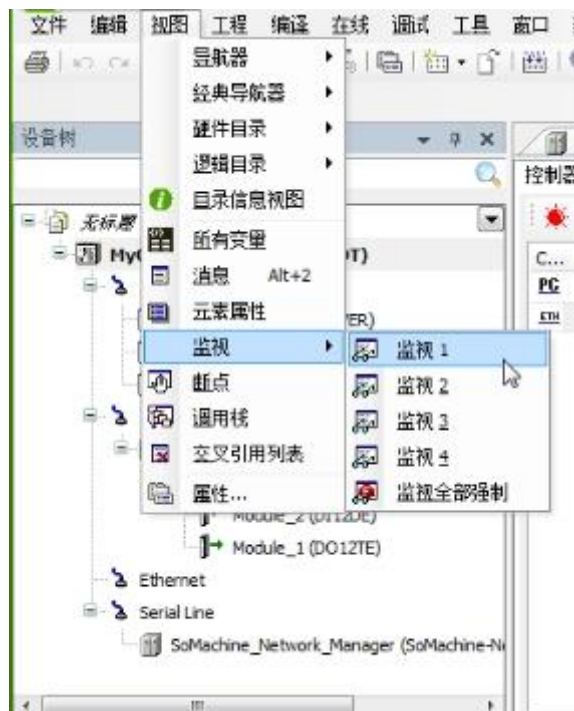 文件 编辑 视图 工程 编译 在线 调试 工具 窗口
导航器
经典导航器
设备树
硬件目录
逻辑目录
控制器
目录信息视图
无标题
所有变量
C...
消息 Alt+2
PC
元素属性
ETH
监视
监视 1
断点
监视 2
调用栈
监视 3
交叉引用列表
监视 4
属性...
监视全部强制
Module_2 (DI12DE)
Module_1 (DO12TE)
Ethernet
Serial Line
SoMachine_Network_Manager (SoMachine-N